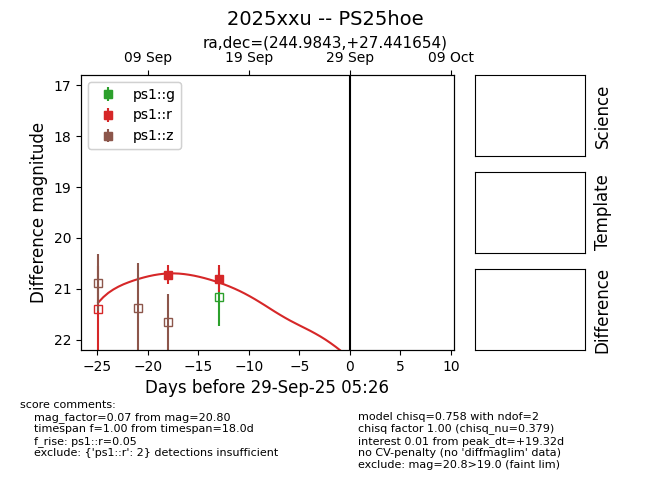 2025xxu -- PS25hoe
ra,dec=(244.9843,+27.441654)
09 Sep 19 Sep 29 Sep 09 Oct
ps1::g
ps1::r
ps1::z
17
18
19
20
21
22
Difference magnitude
−25 −20 −15 −10 −5 0 5 10
Days before 29-Sep-25 05:26
Science
Template
Difference
score comments:
mag_factor=0.07 from mag=20.80
timespan f=1.00 from timespan=18.0d
f_rise: ps1::r=0.05
exclude: {'ps1::r': 2} detections insufficient
model chisq=0.758 with ndof=2
chisq factor 1.00 (chisq_nu=0.379)
interest 0.01 from peak_dt=+19.32d
no CV-penalty (no 'diffmaglim' data)
exclude: mag=20.8>19.0 (faint lim)